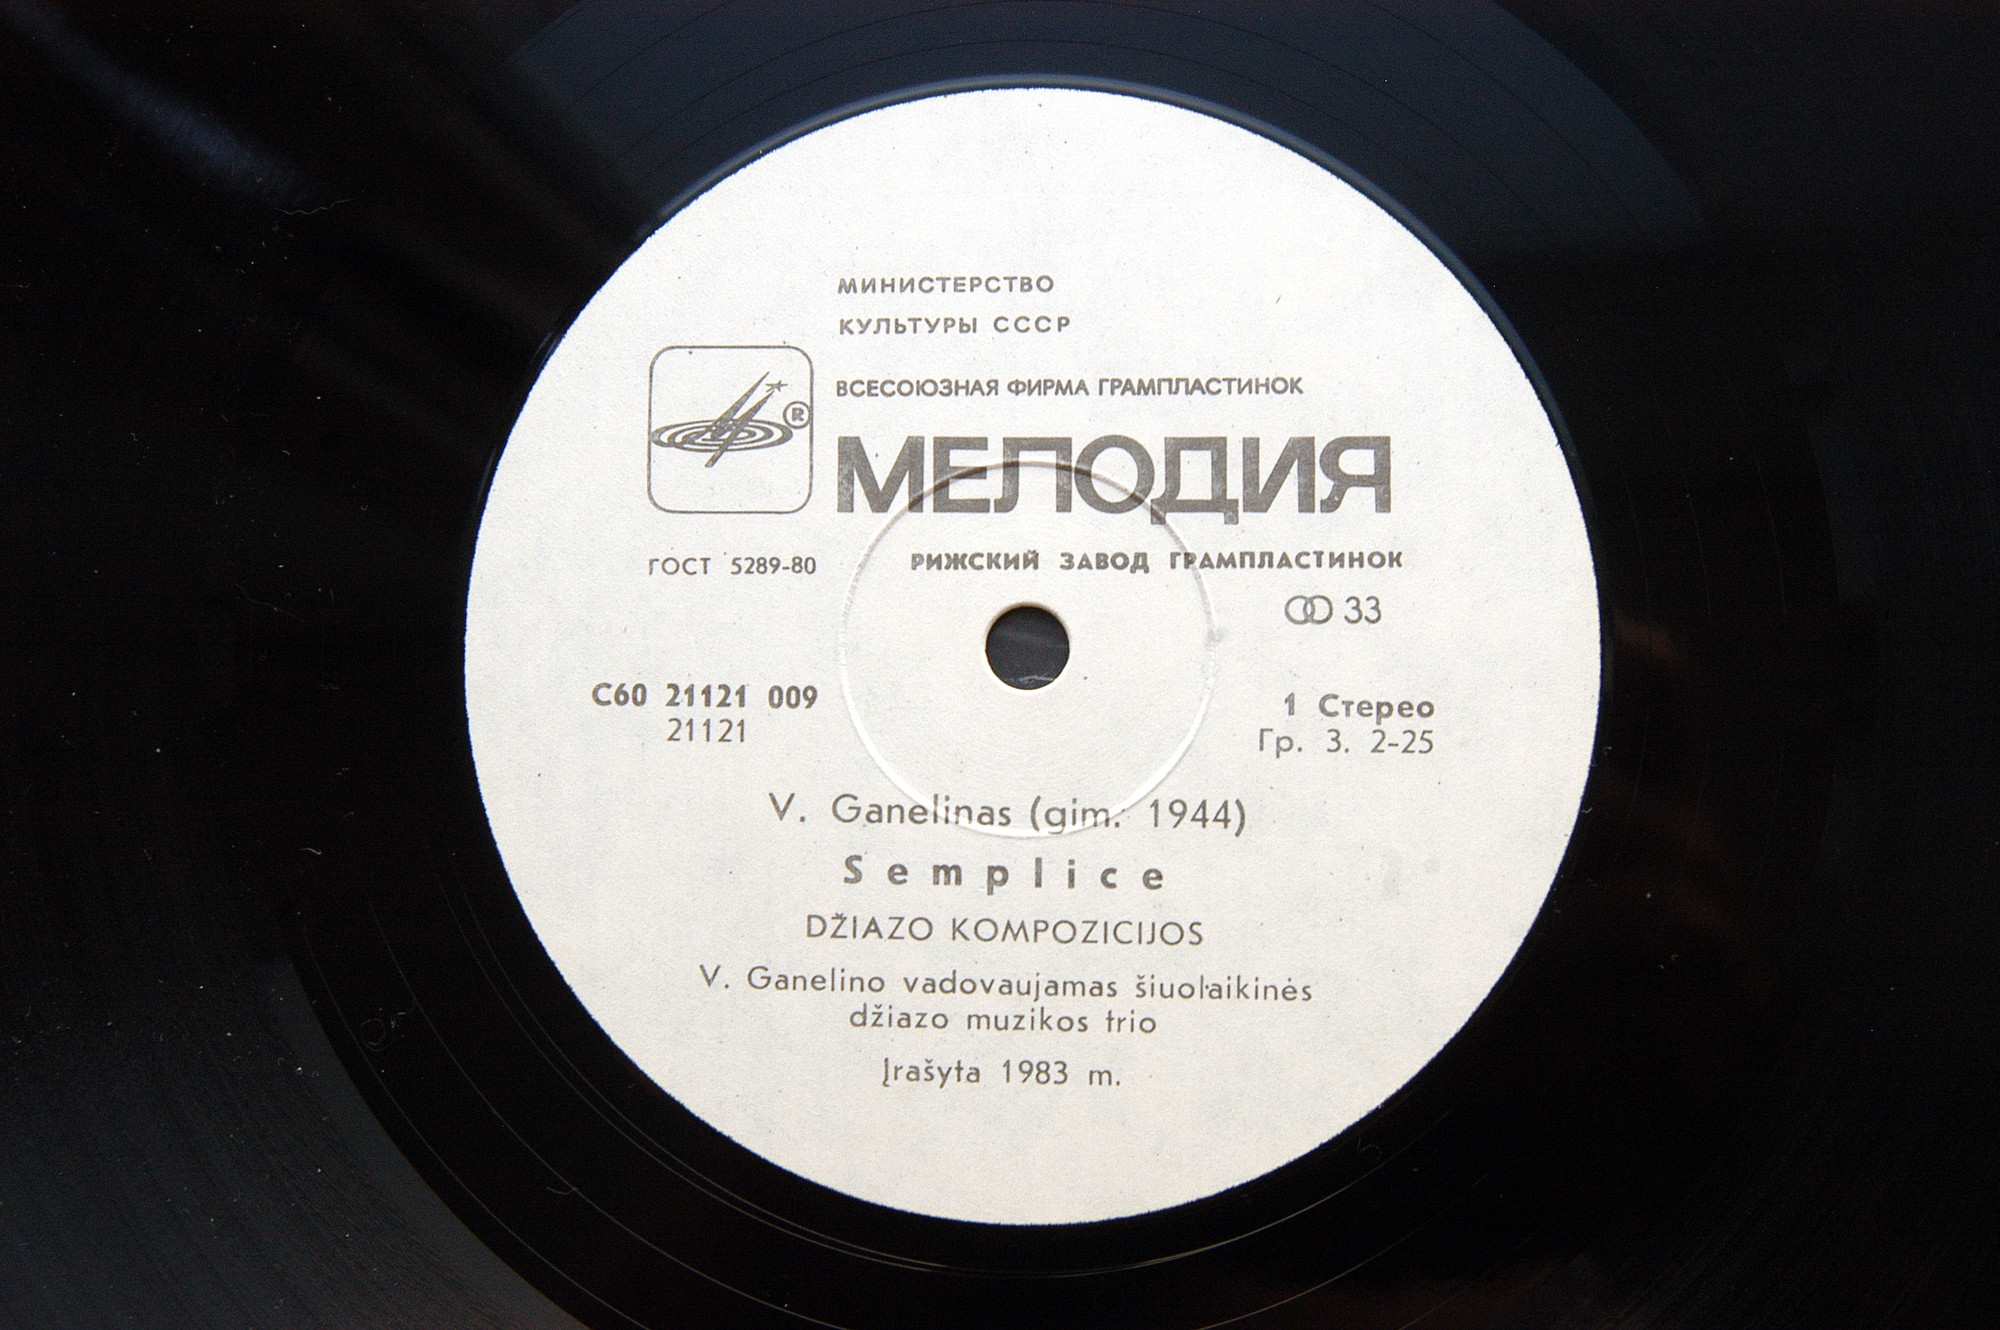 МИНИСТЕРСТВО
КУЛЬТУРЫ СССР
ВСЕСОЮЗНАЯ ФИРМА ГРАМПЛАСТИНОК
®
МЕЛОДИЯ
ГОСТ 5289-80
РИЖСКИЙ ЗАВОД ГРАМПЛАСТИНОК
33
С60 21121 009
21121
1 Стерео
Гр. 3. 2-25
V. Ganelinas (gim. 1944)
Semplice
DŽIAZO KOMPOZICIJOS
V. Ganelino vadovaujamas šiuolaikinės
džiazo muzikos trio
Įrašyta 1983 m.